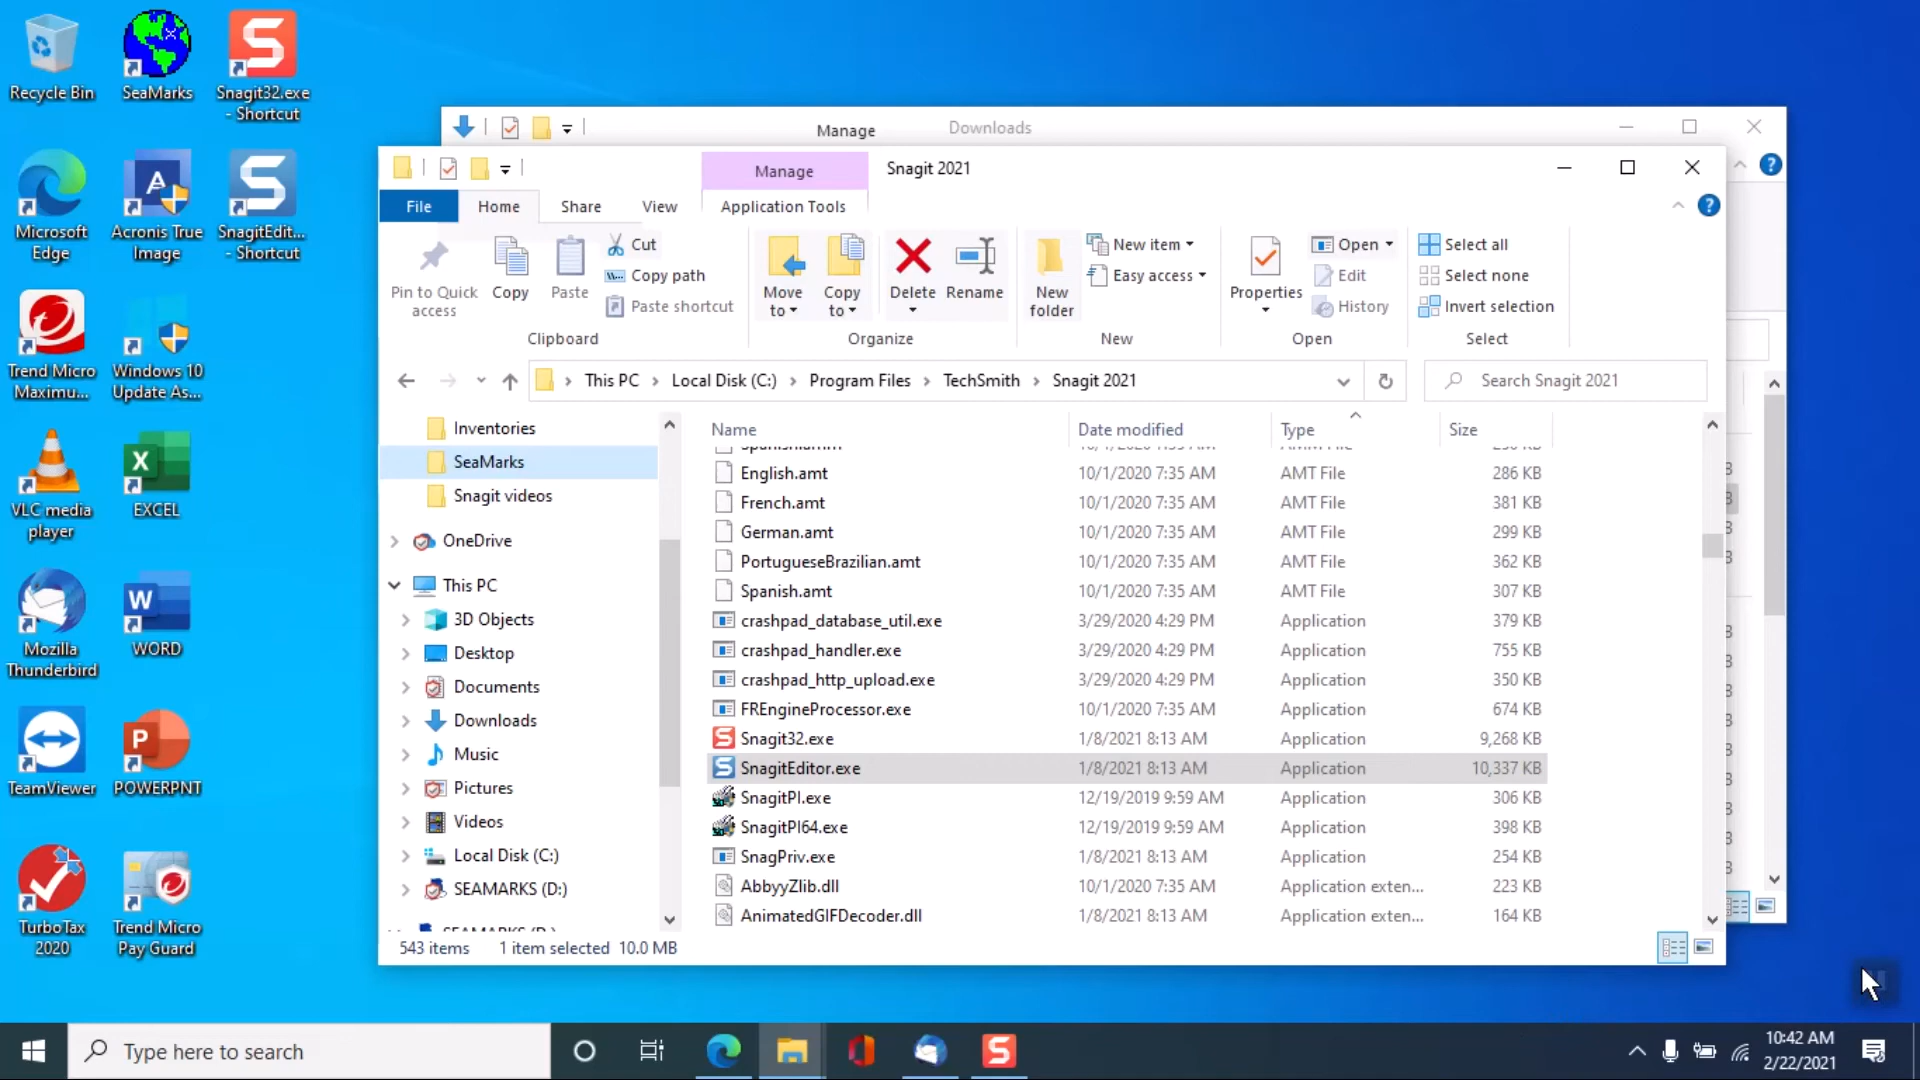 Recycle Bin
SeaMarks
Snagit32.exe
- Shortcut
Microsoft
Edge
Acronis True
Image
SnagitEdit...
- Shortcut
Trend Micro
Maximu...
Windows 10
Update As...
VLC media
player
EXCEL
Mozilla
Thunderbird
WORD
TeamViewer
POWERPNT
TurboTax
2020
Trend Micro
Pay Guard
Manage
Downloads
Manage
Snagit 2021
File
Home
Share
View
Application Tools
Pin to Quick
access
Copy
Paste
Cut
Copy path
Paste shortcut
Clipboard
Move
to
Copy
to
Delete
Rename
Organize
New
folder
New item
Easy access
New
Properties
Open
Edit
History
Open
Select all
Select none
Invert selection
Select
This PC > Local Disk (C:) > Program Files > TechSmith > Snagit 2021
Search Snagit 2021
Inventories
SeaMarks
Snagit videos
OneDrive
This PC
3D Objects
Desktop
Documents
Downloads
Music
Pictures
Videos
Local Disk (C:)
SEAMARKS (D:)
SEAMARKS (D:)
Name Date modified Type Size
English.amt 10/1/2020 7:35 AM AMT File 286 KB
French.amt 10/1/2020 7:35 AM AMT File 381 KB
German.amt 10/1/2020 7:35 AM AMT File 299 KB
PortugueseBrazilian.amt 10/1/2020 7:35 AM AMT File 362 KB
Spanish.amt 10/1/2020 7:35 AM AMT File 307 KB
crashpad_database_util.exe 3/29/2020 4:29 PM Application 379 KB
crashpad_handler.exe 3/29/2020 4:29 PM Application 755 KB
crashpad_http_upload.exe 3/29/2020 4:29 PM Application 350 KB
FREngineProcessor.exe 10/1/2020 7:35 AM Application 674 KB
Snagit32.exe 1/8/2021 8:13 AM Application 9,268 KB
SnagitEditor.exe 1/8/2021 8:13 AM Application 10,337 KB
SnagitPI.exe 12/19/2019 9:59 AM Application 306 KB
SnagitPI64.exe 12/19/2019 9:59 AM Application 398 KB
SnagPriv.exe 1/8/2021 8:13 AM Application 254 KB
AbbyyZlib.dll 10/1/2020 7:35 AM Application exten... 223 KB
AnimatedGIFDecoder.dll 1/8/2021 8:13 AM Application exten... 164 KB
543 items 1 item selected 10.0 MB
Type here to search
10:42 AM
2/22/2021